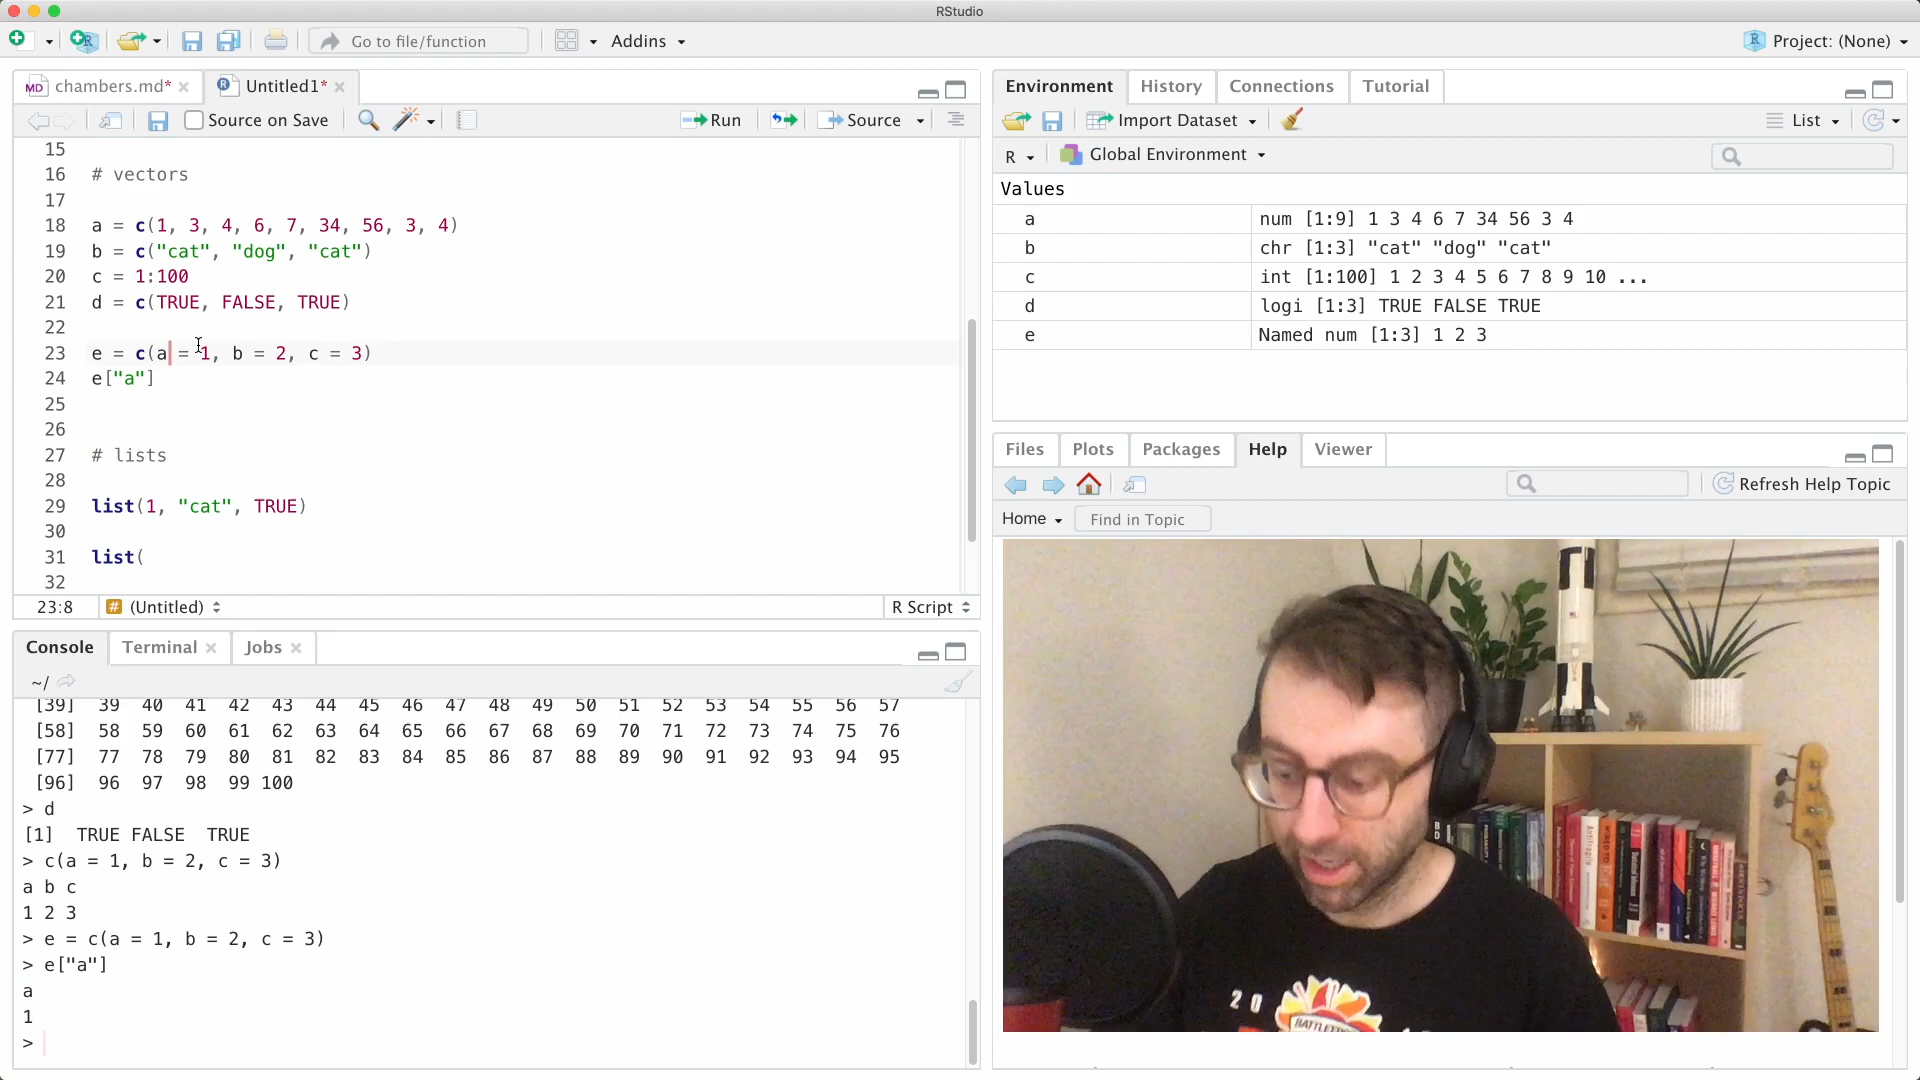 RStudio
Go to file/function
Addins
Project: (None)
MD chambers.md*
Untitled1*
Source on Save
Run
Source
15
16 # vectors
17
18 a = c(1, 3, 4, 6, 7, 34, 56, 3, 4)
19 b = c("cat", "dog", "cat")
20 c = 1:100
21 d = c(TRUE, FALSE, TRUE)
22
23 e = c(a = 1, b = 2, c = 3)
24 e["a"]
25
26
27 # lists
28
29 list(1, "cat", TRUE)
30
31 list(
32
23:8 # (Untitled) R Script
Console Terminal Jobs
~/
[39] 39 40 41 42 43 44 45 46 47 48 49 50 51 52 53 54 55 56 57
[58] 58 59 60 61 62 63 64 65 66 67 68 69 70 71 72 73 74 75 76
[77] 77 78 79 80 81 82 83 84 85 86 87 88 89 90 91 92 93 94 95
[96] 96 97 98 99 100
> d
[1] TRUE FALSE TRUE
> c(a = 1, b = 2, c = 3)
a b c
1 2 3
> e = c(a = 1, b = 2, c = 3)
> e["a"]
a
1
>
Environment History Connections Tutorial
Import Dataset List
R Global Environment
Values
a num [1:9] 1 3 4 6 7 34 56 3 4
b chr [1:3] "cat" "dog" "cat"
c int [1:100] 1 2 3 4 5 6 7 8 9 10 ...
d logi [1:3] TRUE FALSE TRUE
e Named num [1:3] 1 2 3
Files Plots Packages Help Viewer
Refresh Help Topic
Home Find in Topic
20